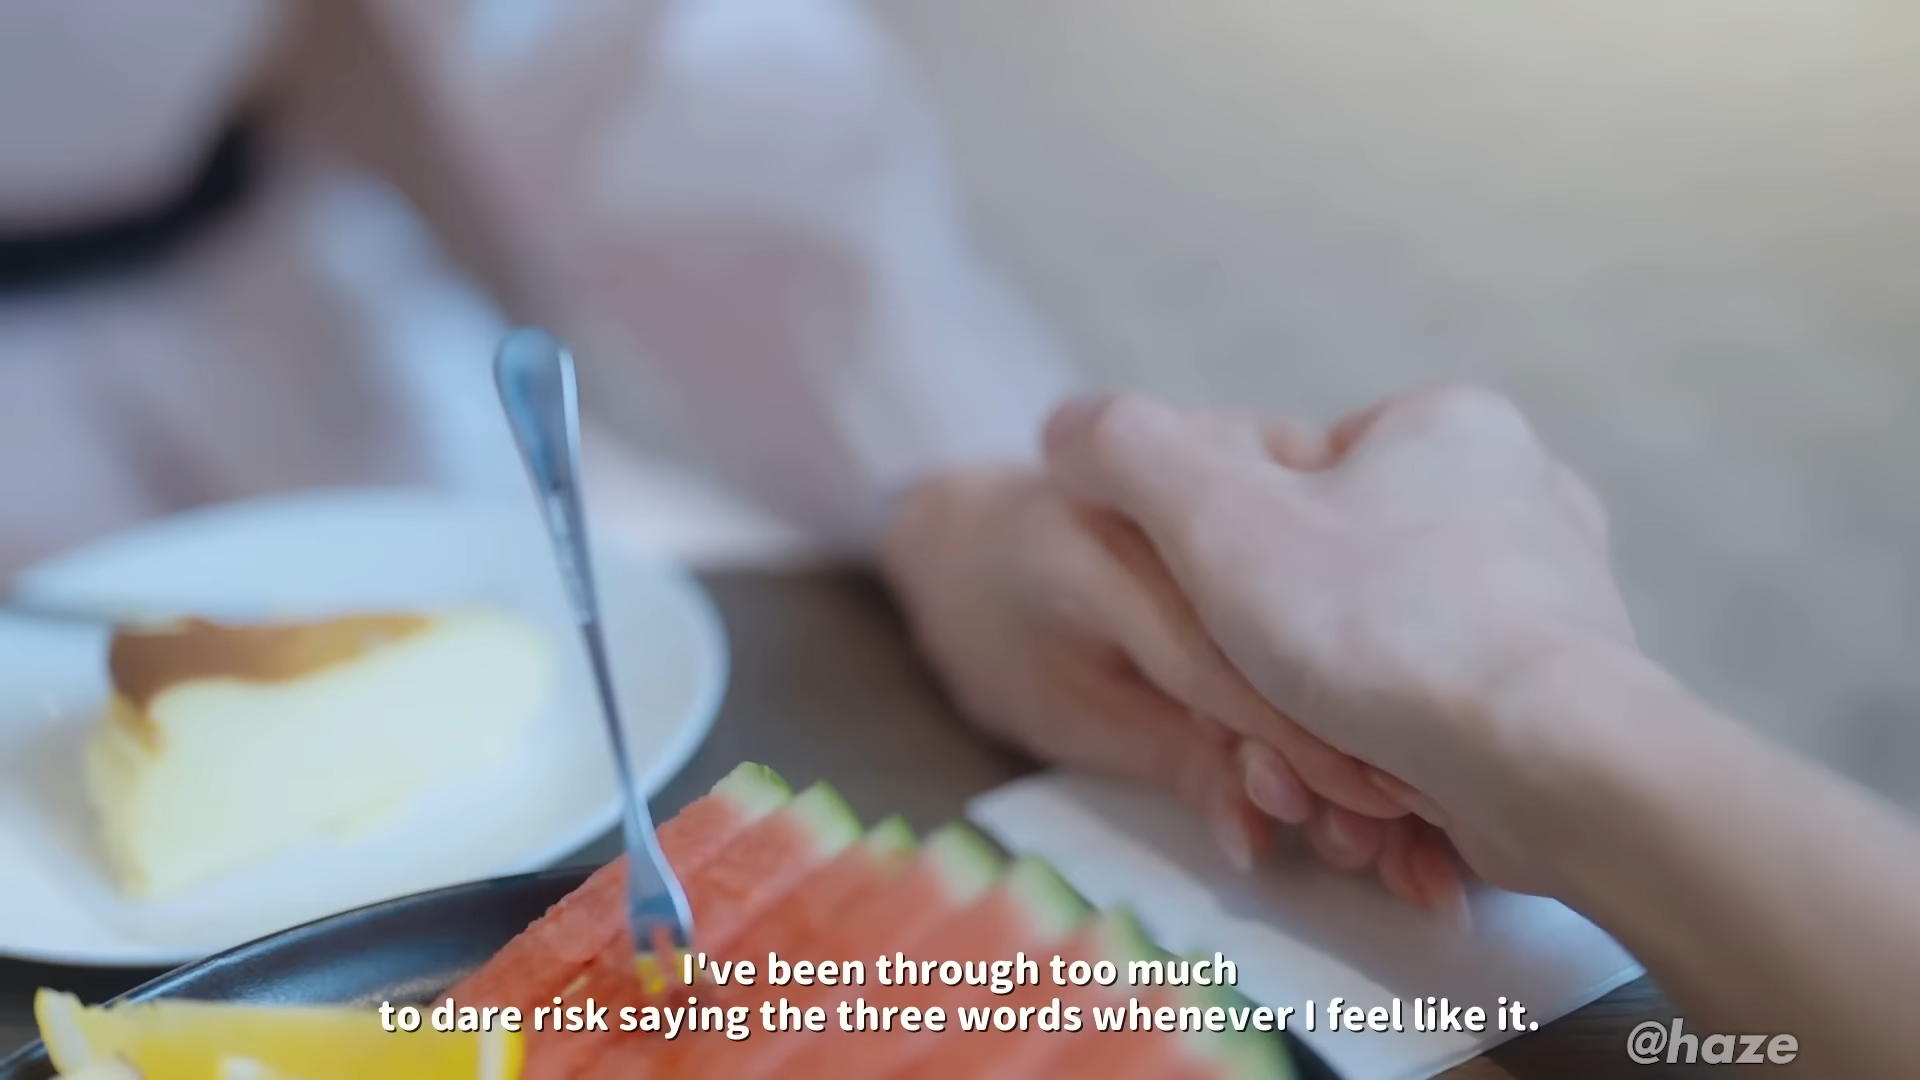 I've been through too much
to dare risk saying the three words whenever I feel like it.
@haze